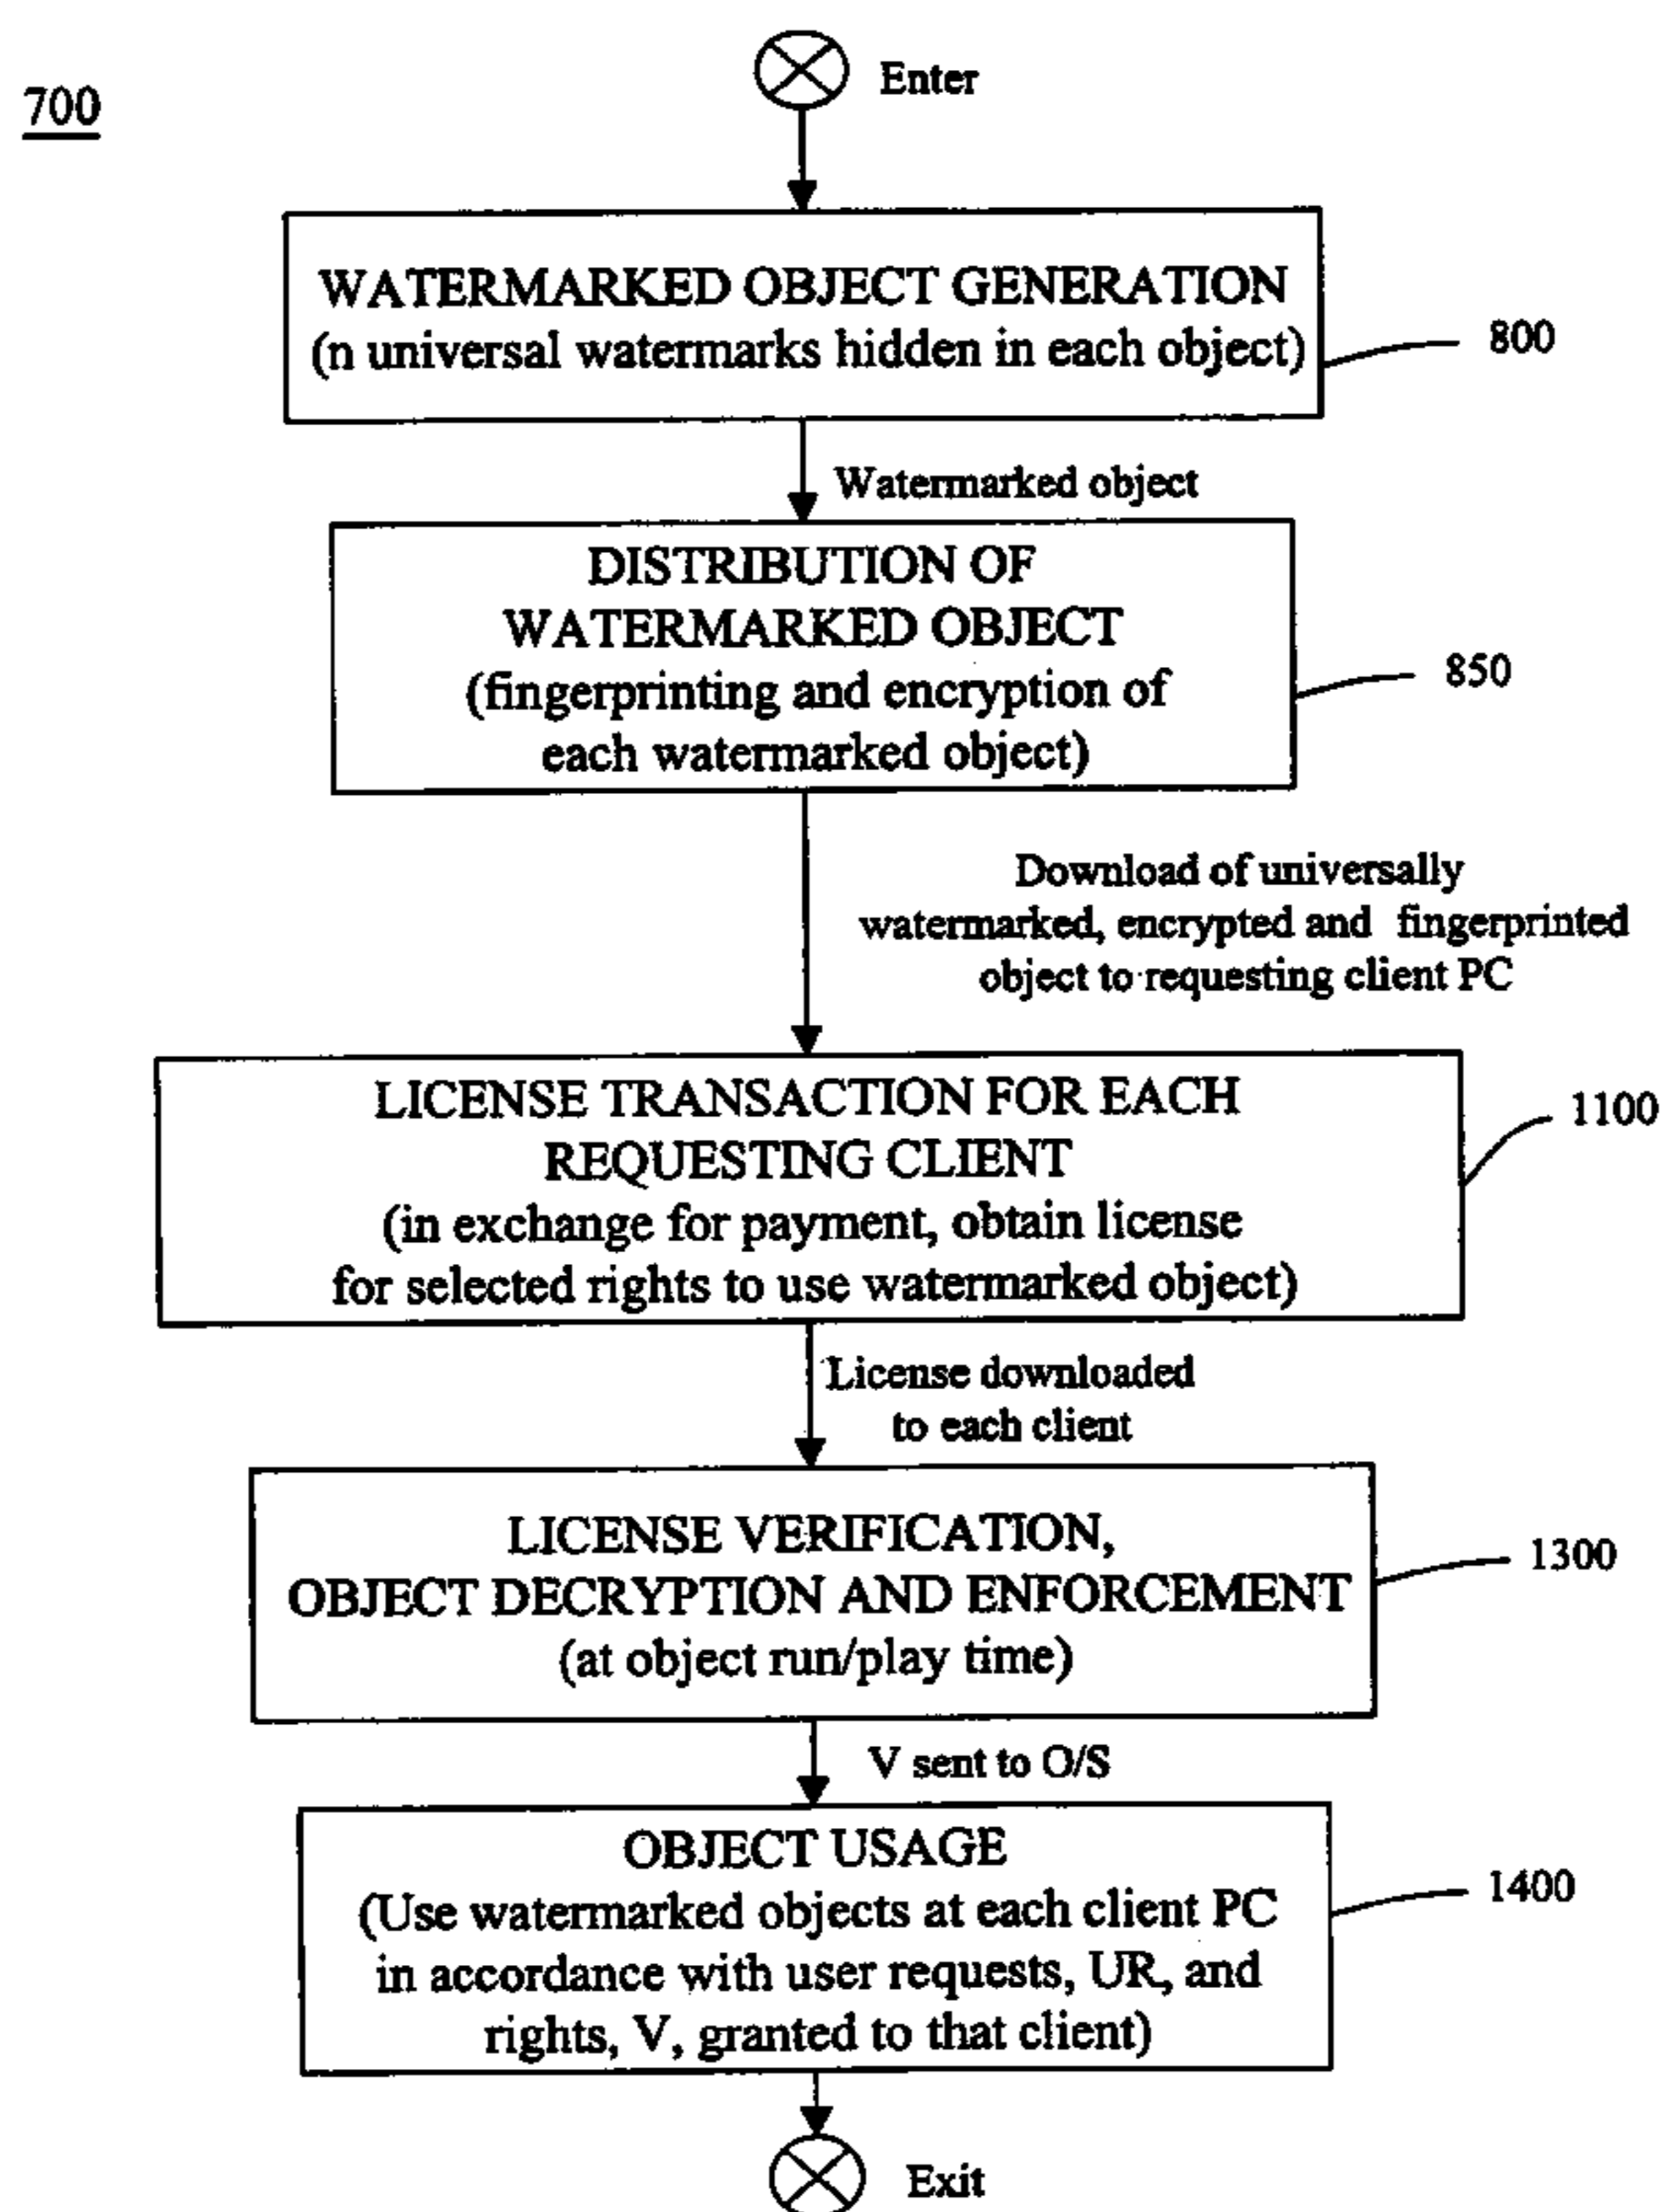 700
Enter
WATERMARKED OBJECT GENERATION
(n universal watermarks hidden in each object)
800
Watermarked object
DISTRIBUTION OF
WATERMARKED OBJECT
(fingerprinting and encryption of
each watermarked object)
850
Download of universally
watermarked, encrypted and fingerprinted
object to requesting client PC
LICENSE TRANSACTION FOR EACH
REQUESTING CLIENT
(in exchange for payment, obtain license
for selected rights to use watermarked object)
1100
License downloaded
to each client
LICENSE VERIFICATION,
OBJECT DECRYPTION AND ENFORCEMENT
(at object run/play time)
1300
V sent to O/S
OBJECT USAGE
(Use watermarked objects at each client PC
in accordance with user requests, UR, and
rights, V, granted to that client)
1400
Exit